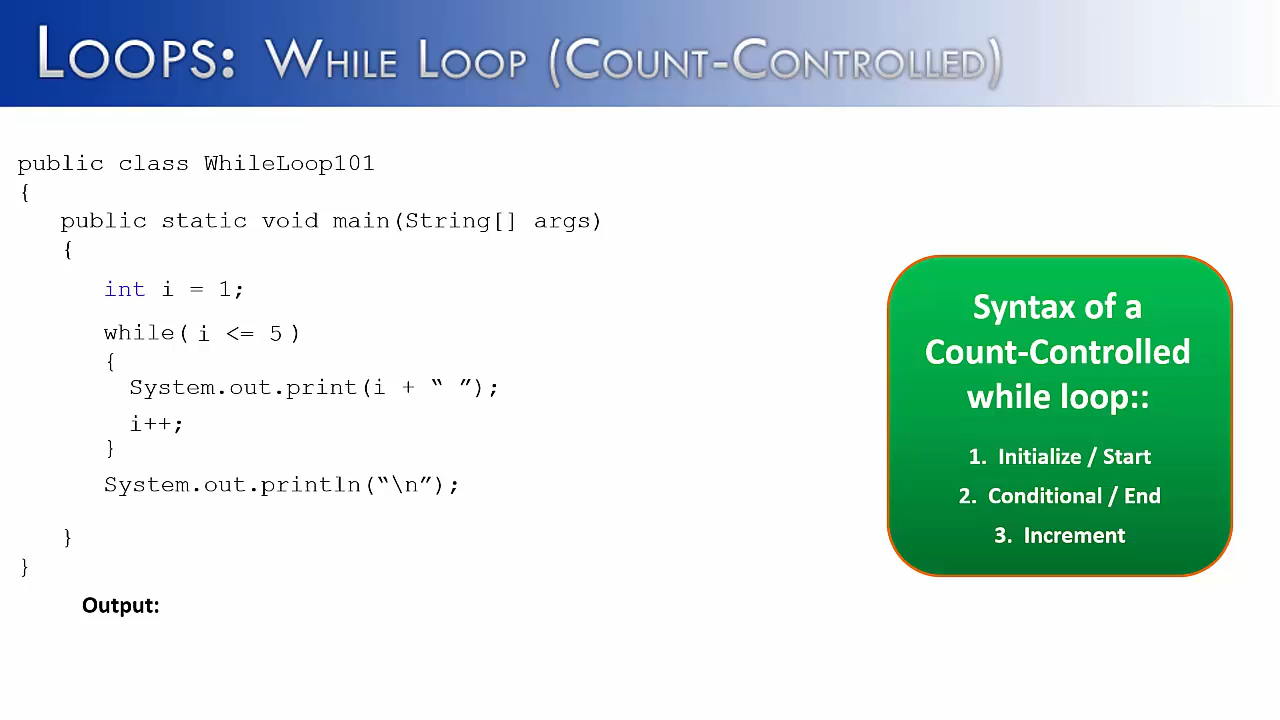 LOOPS: WHILE LOOP (COUNT-CONTROLLED)
public class WhileLoop101
{
public static void main(String[] args)
{
int i = 1;
while( i <= 5 )
{
System.out.print(i + “ ”);
i++;
}
System.out.println(“\n”);
}
}
Output:
Syntax of a
Count-Controlled
while loop::
1. Initialize / Start
2. Conditional / End
3. Increment